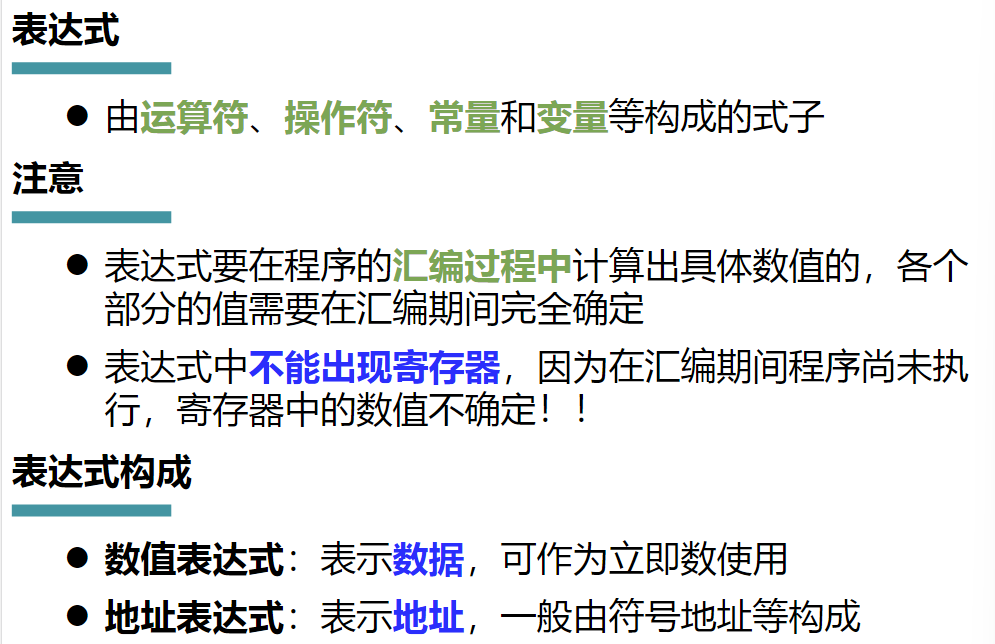 表达式
由运算符、操作符、常量和变量等构成的式子
注意
表达式要在程序的汇编过程中计算出具体数值的，各个
部分的值需要在汇编期间完全确定
表达式中不能出现寄存器，因为在汇编期间程序尚未执
行，寄存器中的数值不确定！！
表达式构成
数值表达式：表示数据，可作为立即数使用
地址表达式：表示地址，一般由符号地址等构成